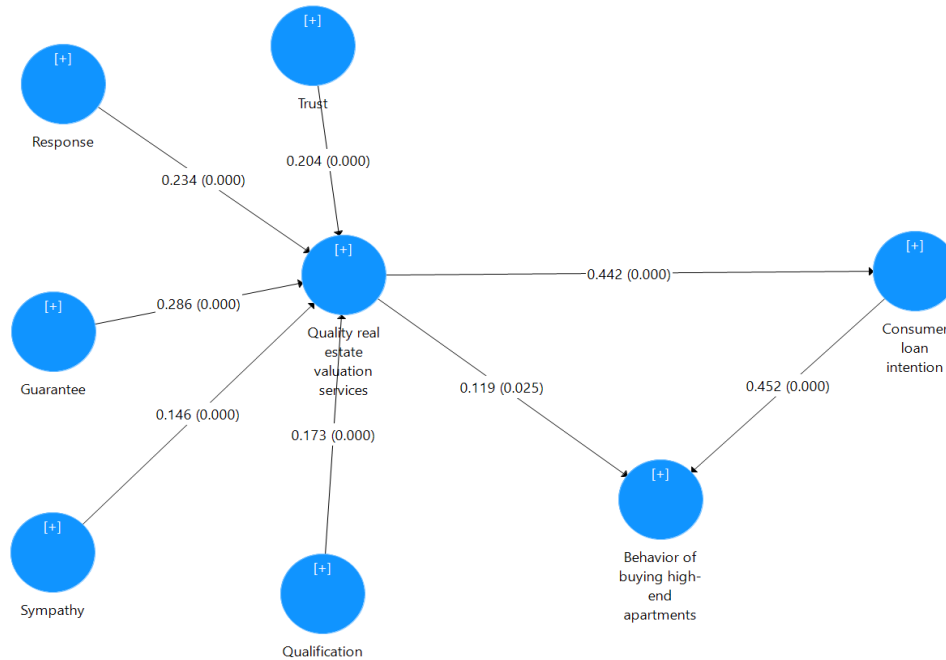 [+]
Trust
[+]
Response
0.204 (0.000)
0.234 (0.000)
[+]
Quality real
estate
valuation
services
0.442 (0.000)
[+]
Consumer
loan
intention
[+]
Guarantee
0.286 (0.000)
0.146 (0.000)
0.173 (0.000)
0.119 (0.025)
0.452 (0.000)
[+]
Behavior of
buying high-
end
apartments
[+]
Sympathy
[+]
Qualification